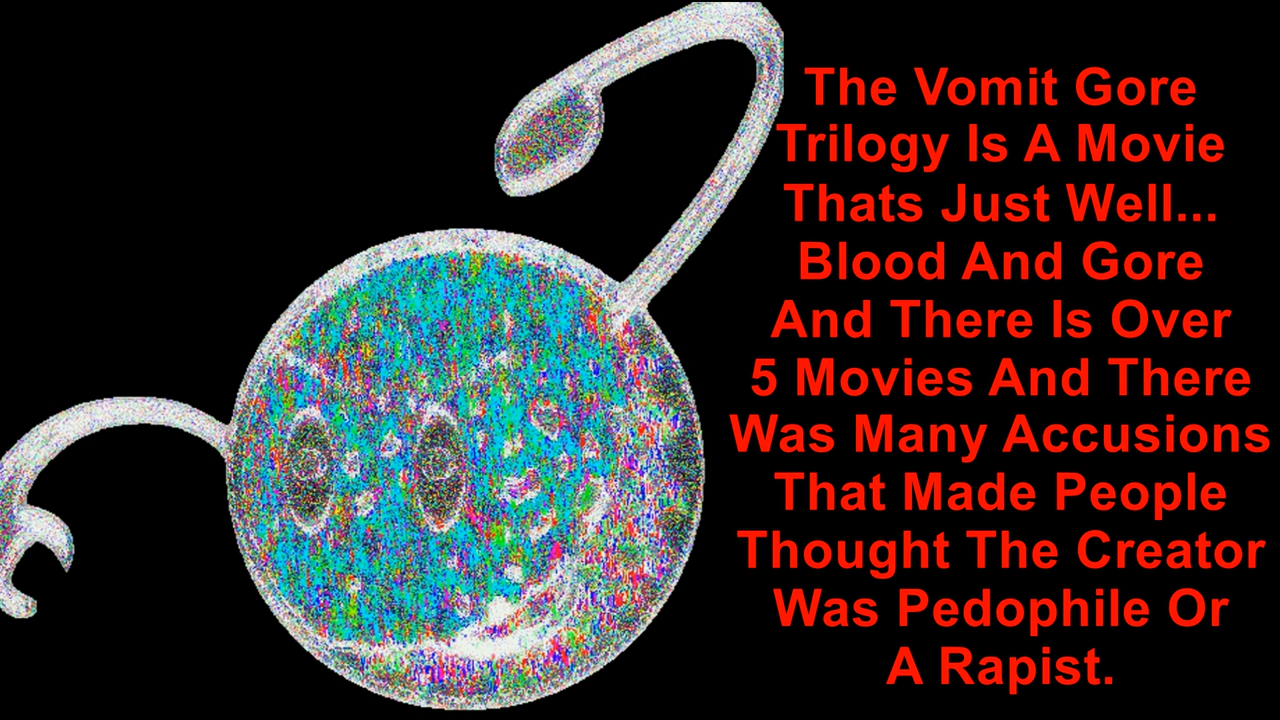 The Vomit Gore
Trilogy Is A Movie
Thats Just Well...
Blood And Gore
And There Is Over
5 Movies And There
Was Many Accusions
That Made People
Thought The Creator
Was Pedophile Or
A Rapist.